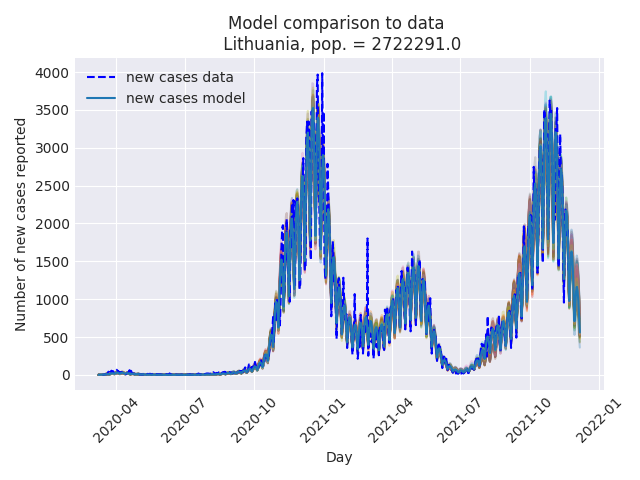 Model comparison to data
Lithuania, pop. = 2722291.0
new cases data
new cases model
Number of new cases reported
4000
3500
3000
2500
2000
1500
1000
500
0
2020-04
2020-07
2020-10
2021-01
2021-04
2021-07
2021-10
2022-01
Day